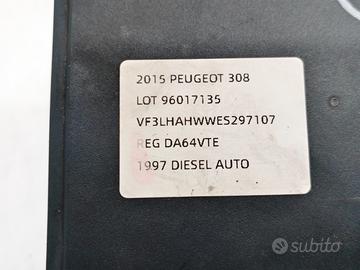 2015 PEUGEOT 308
LOT 96017135
VF3LHAHWWES297107
REG DA64VTE
1997 DIESEL AUTO
subito